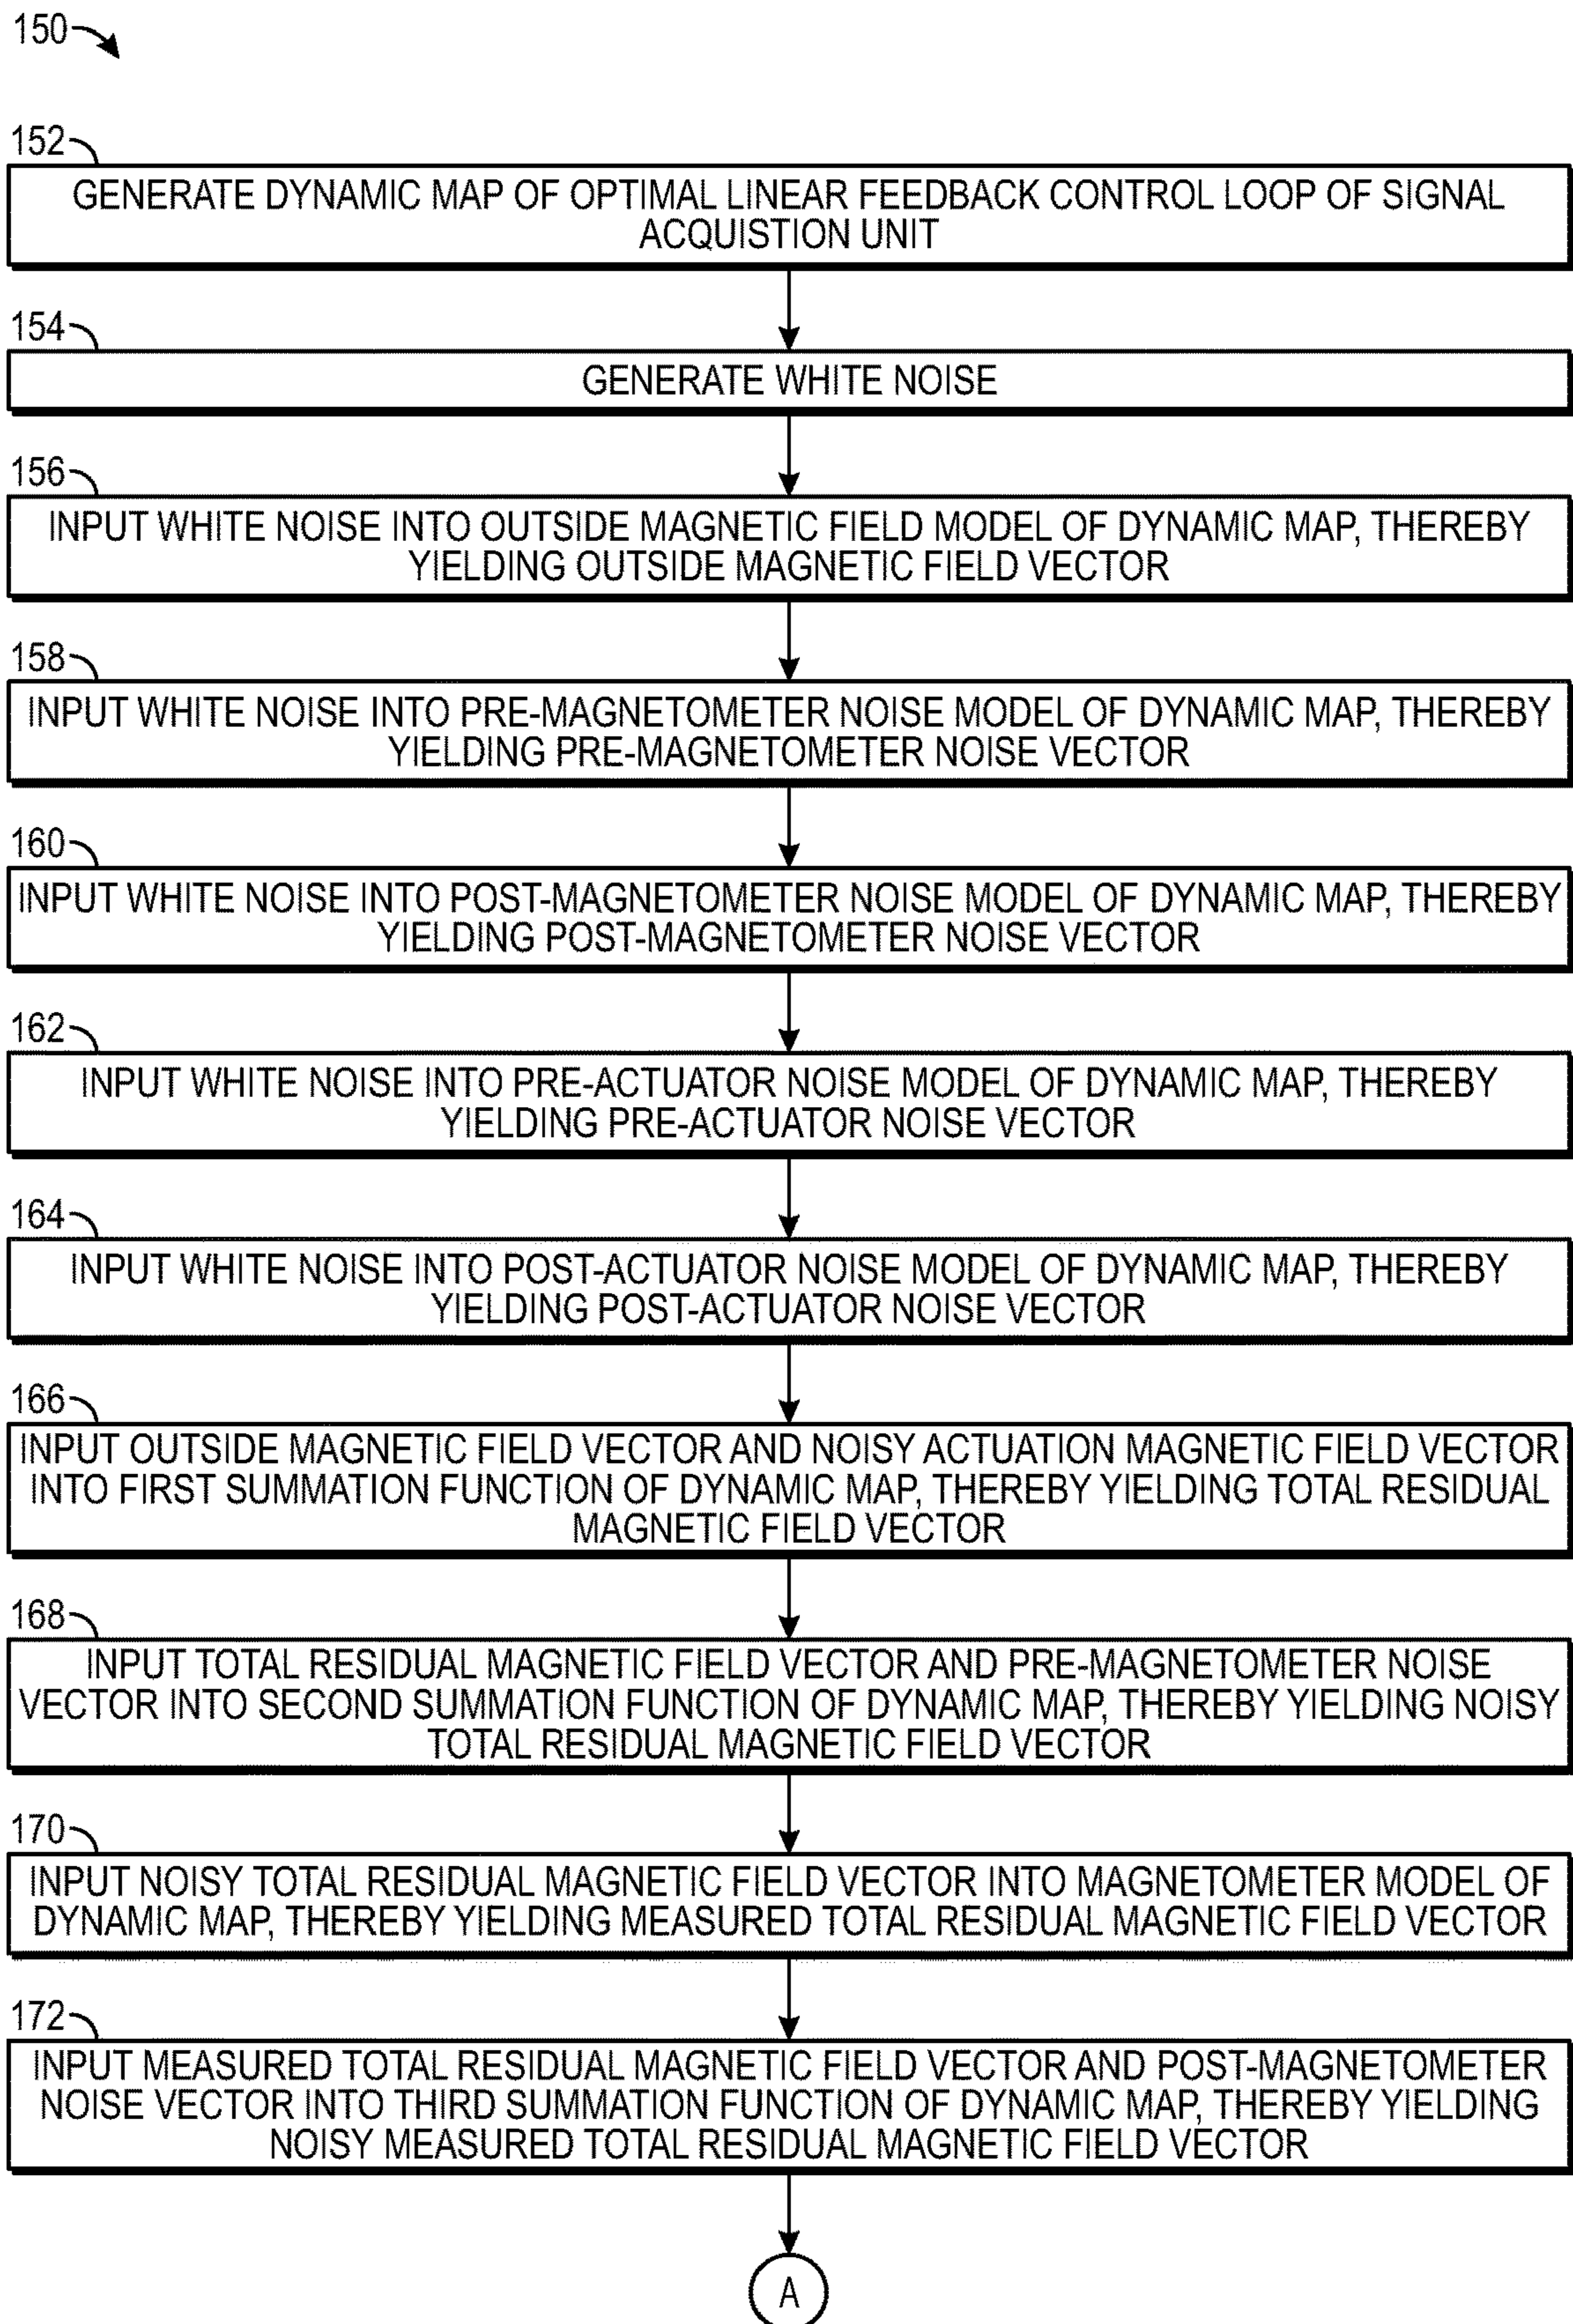 150
152
GENERATE DYNAMIC MAP OF OPTIMAL LINEAR FEEDBACK CONTROL LOOP OF SIGNAL
ACQUISTION UNIT
154
GENERATE WHITE NOISE
156
INPUT WHITE NOISE INTO OUTSIDE MAGNETIC FIELD MODEL OF DYNAMIC MAP, THEREBY
YIELDING OUTSIDE MAGNETIC FIELD VECTOR
158
INPUT WHITE NOISE INTO PRE-MAGNETOMETER NOISE MODEL OF DYNAMIC MAP, THEREBY
YIELDING PRE-MAGNETOMETER NOISE VECTOR
160
INPUT WHITE NOISE INTO POST-MAGNETOMETER NOISE MODEL OF DYNAMIC MAP, THEREBY
YIELDING POST-MAGNETOMETER NOISE VECTOR
162
INPUT WHITE NOISE INTO PRE-ACTUATOR NOISE MODEL OF DYNAMIC MAP, THEREBY
YIELDING PRE-ACTUATOR NOISE VECTOR
164
INPUT WHITE NOISE INTO POST-ACTUATOR NOISE MODEL OF DYNAMIC MAP, THEREBY
YIELDING POST-ACTUATOR NOISE VECTOR
166
INPUT OUTSIDE MAGNETIC FIELD VECTOR AND NOISY ACTUATION MAGNETIC FIELD VECTOR
INTO FIRST SUMMATION FUNCTION OF DYNAMIC MAP, THEREBY YIELDING TOTAL RESIDUAL
MAGNETIC FIELD VECTOR
168
INPUT TOTAL RESIDUAL MAGNETIC FIELD VECTOR AND PRE-MAGNETOMETER NOISE
VECTOR INTO SECOND SUMMATION FUNCTION OF DYNAMIC MAP, THEREBY YIELDING NOISY
TOTAL RESIDUAL MAGNETIC FIELD VECTOR
170
INPUT NOISY TOTAL RESIDUAL MAGNETIC FIELD VECTOR INTO MAGNETOMETER MODEL OF
DYNAMIC MAP, THEREBY YIELDING MEASURED TOTAL RESIDUAL MAGNETIC FIELD VECTOR
172
INPUT MEASURED TOTAL RESIDUAL MAGNETIC FIELD VECTOR AND POST-MAGNETOMETER
NOISE VECTOR INTO THIRD SUMMATION FUNCTION OF DYNAMIC MAP, THEREBY YIELDING
NOISY MEASURED TOTAL RESIDUAL MAGNETIC FIELD VECTOR
A